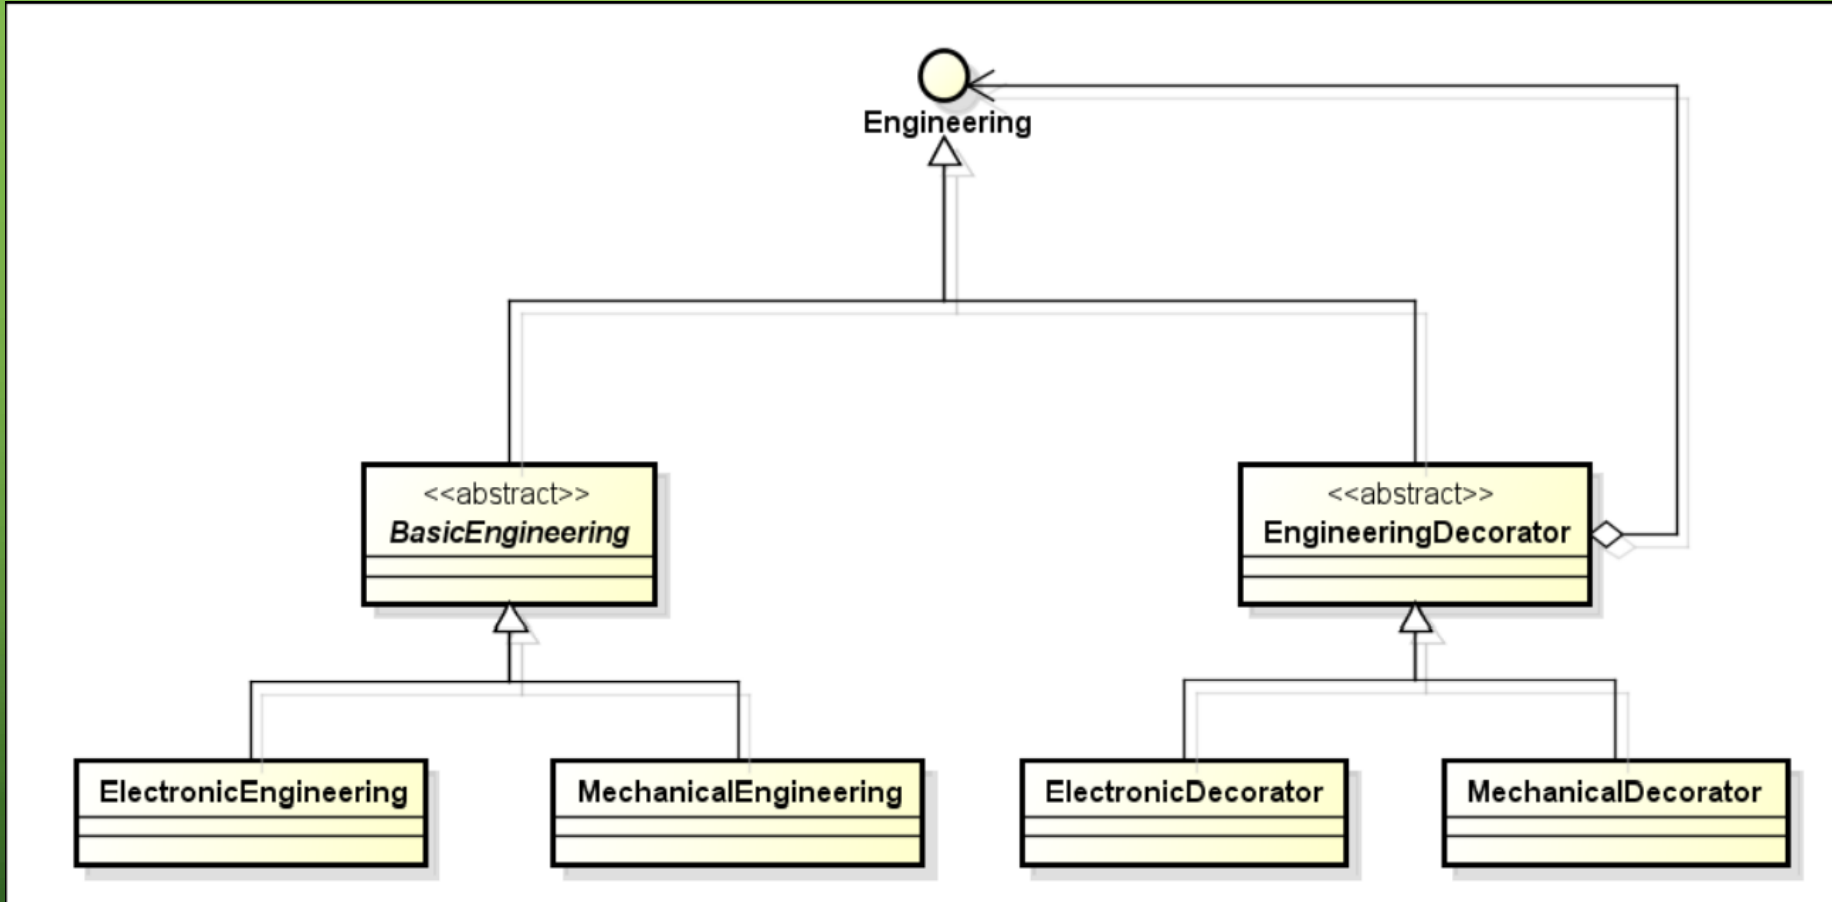 Engineering
<<abstract>>
BasicEngineering
<<abstract>>
EngineeringDecorator
ElectronicEngineering
MechanicalEngineering
ElectronicDecorator
MechanicalDecorator